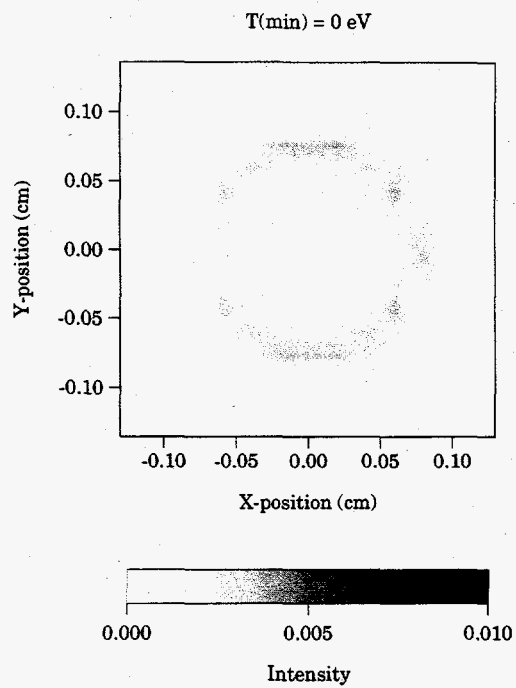 T(min) = 0 eV
0.10
0.05
0.00
-0.05
-0.10
Y-position (cm)
-0.10 -0.05 0.00 0.05 0.10
X-position (cm)
0.000 0.005 0.010
Intensity